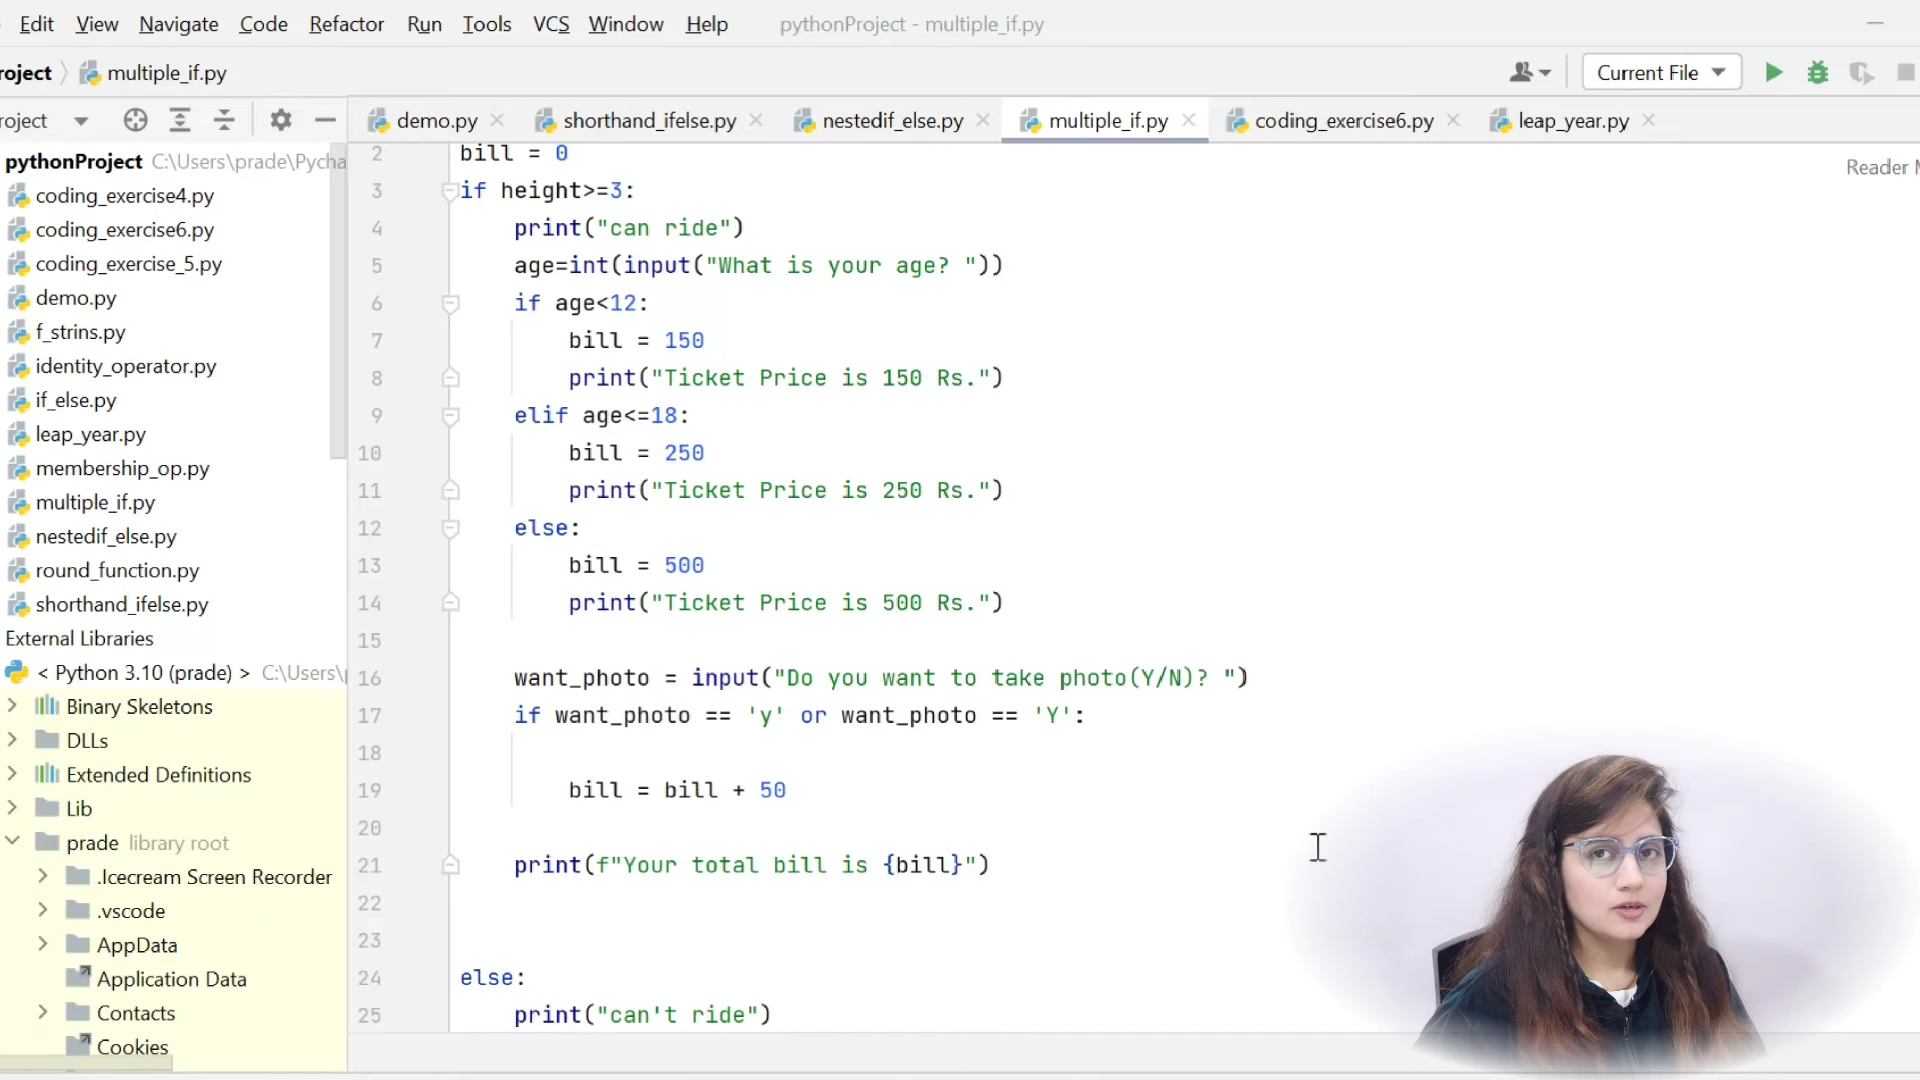 Edit View Navigate Code Refactor Run Tools VCS Window Help pythonProject - multiple_if.py
roject multiple_if.py Current File
roject demo.py shorthand_ifelse.py nestedif_else.py multiple_if.py coding_exercise6.py leap_year.py
pythonProject C:\Users\prade\Pycha
coding_exercise4.py
coding_exercise6.py
coding_exercise_5.py
demo.py
f_strins.py
identity_operator.py
if_else.py
leap_year.py
membership_op.py
multiple_if.py
nestedif_else.py
round_function.py
shorthand_ifelse.py
External Libraries
< Python 3.10 (prade) > C:\Users\
Binary Skeletons
DLLs
Extended Definitions
Lib
prade library root
.Icecream Screen Recorder
.vscode
AppData
Application Data
Contacts
Cookies
Reader M
2 bill = 0
3 if height>=3:
4 print("can ride")
5 age=int(input("What is your age? "))
6 if age<12:
7 bill = 150
8 print("Ticket Price is 150 Rs.")
9 elif age<=18:
10 bill = 250
11 print("Ticket Price is 250 Rs.")
12 else:
13 bill = 500
14 print("Ticket Price is 500 Rs.")
15
16 want_photo = input("Do you want to take photo(Y/N)? ")
17 if want_photo == 'y' or want_photo == 'Y':
18
19 bill = bill + 50
20
21 print(f"Your total bill is {bill}")
22
23
24 else:
25 print("can't ride")